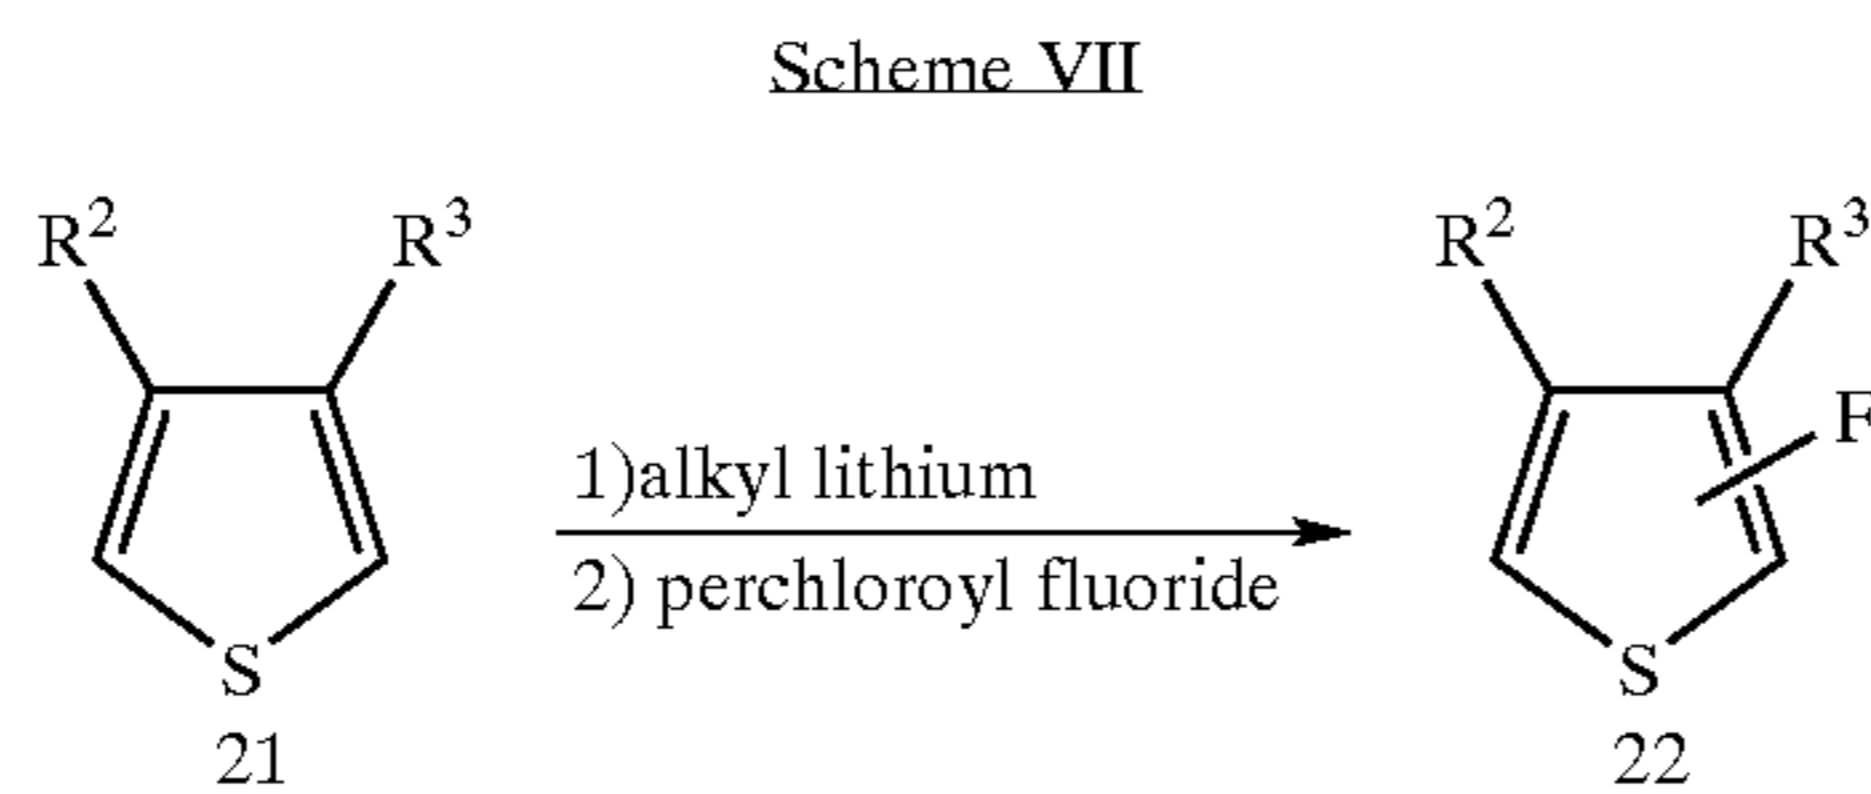 Scheme VII
R² R³ R² R³
F
1)alkyl lithium
2) perchloroyl fluoride
S S
21 22